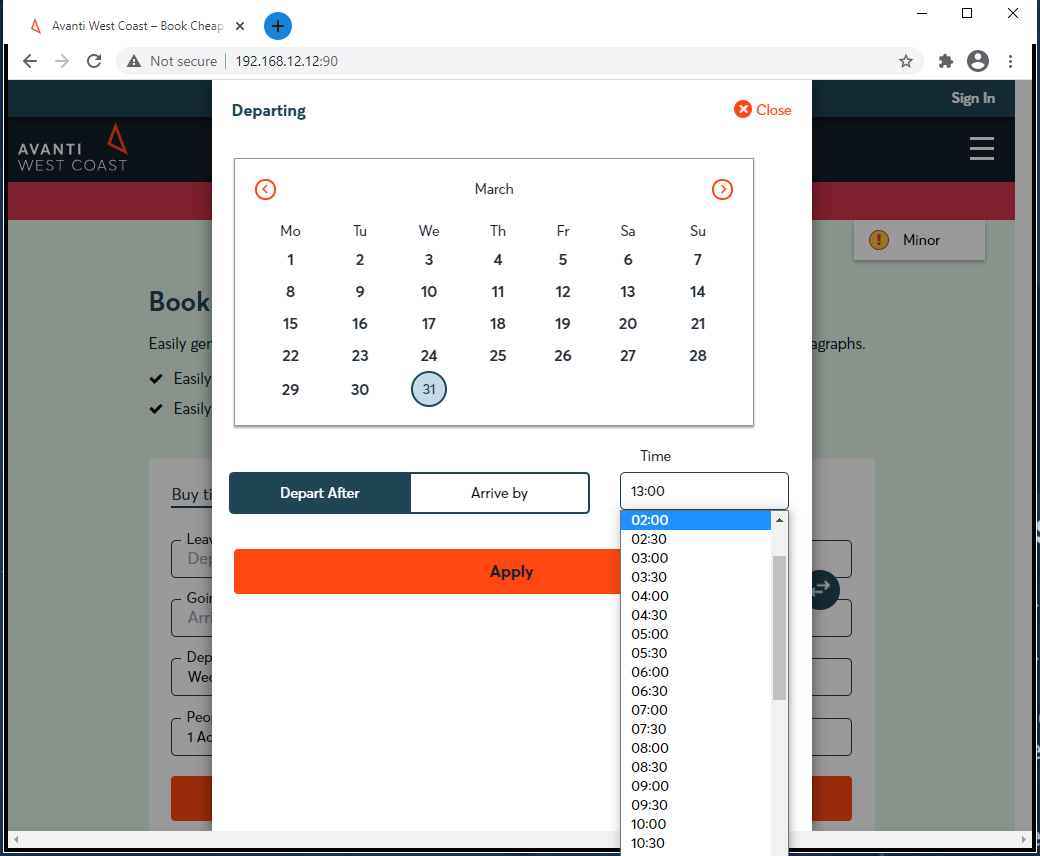 Avanti West Coast – Book Cheap
Not secure
192.168.12.12:90
Sign In
AVANTI
WEST COAST
Departing
Close
March
Mo Tu We Th Fr Sa Su
1 2 3 4 5 6 7
8 9 10 11 12 13 14
15 16 17 18 19 20 21
22 23 24 25 26 27 28
29 30 31
Minor
Book
Easily
Easily
Time
Depart After
Arrive by
13:00
Apply
02:00
02:30
03:00
03:30
04:00
04:30
05:00
05:30
06:00
06:30
07:00
07:30
08:00
08:30
09:00
09:30
10:00
10:30
Easily ger
agraphs.
Buy ti
Leav
Dep
Goin
Arri
Dep
Wed
Peop
1 Ad